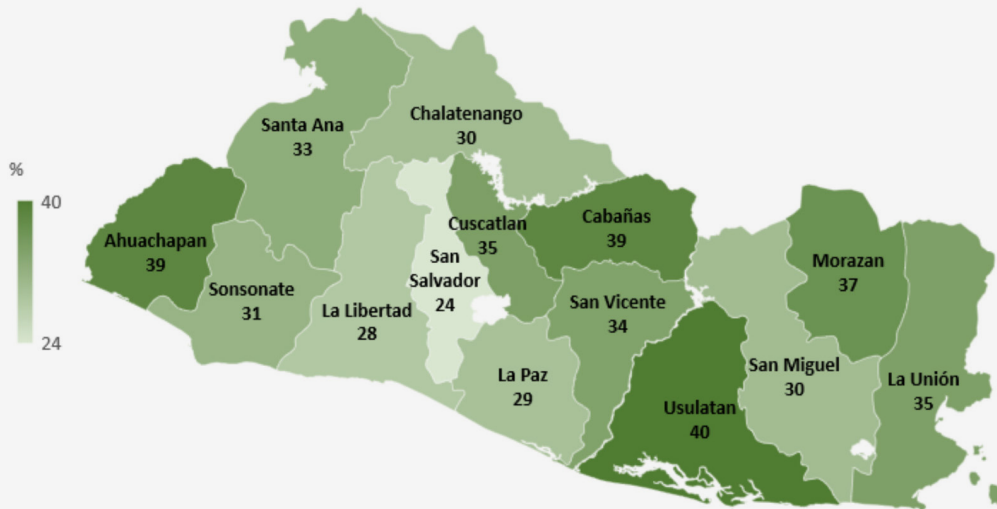 Chalatenango
30
Santa Ana
33
%
40
24
Ahuachapan
39
Sonsonate
31
La Libertad
28
San
Salvador
24
Cuscatlan
35
Cabañas
39
San Vicente
34
La Paz
29
Usulatan
40
San Miguel
30
Morazan
37
La Unión
35